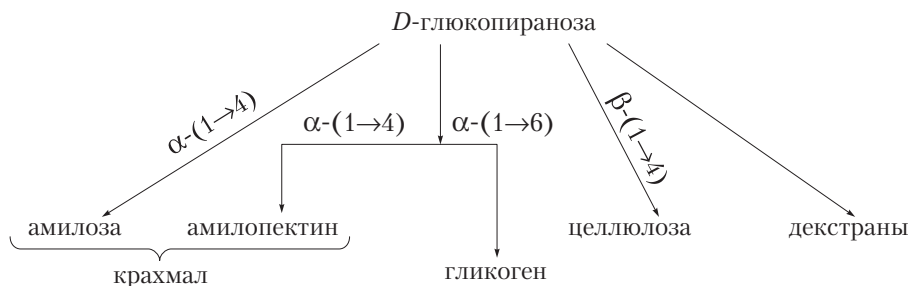 D-глюкопираноза
α-(1→4)
α-(1→4) α-(1→6)
β-(1→4)
амилоза амилопектин целлюлоза декстраны
крахмал гликоген